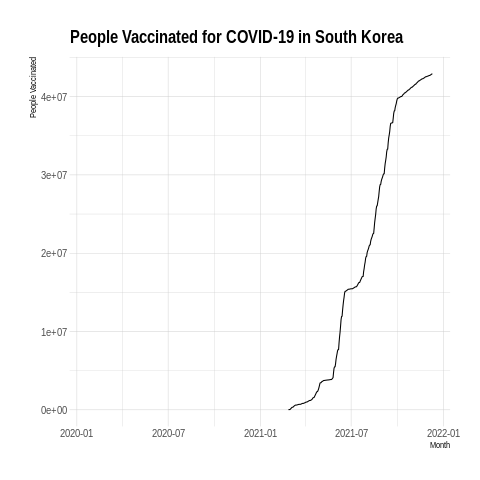 People Vaccinated for COVID-19 in South Korea
People Vaccinated
4e+07
3e+07
2e+07
1e+07
0e+00
2020-01 2020-07 2021-01 2021-07 2022-01
Month